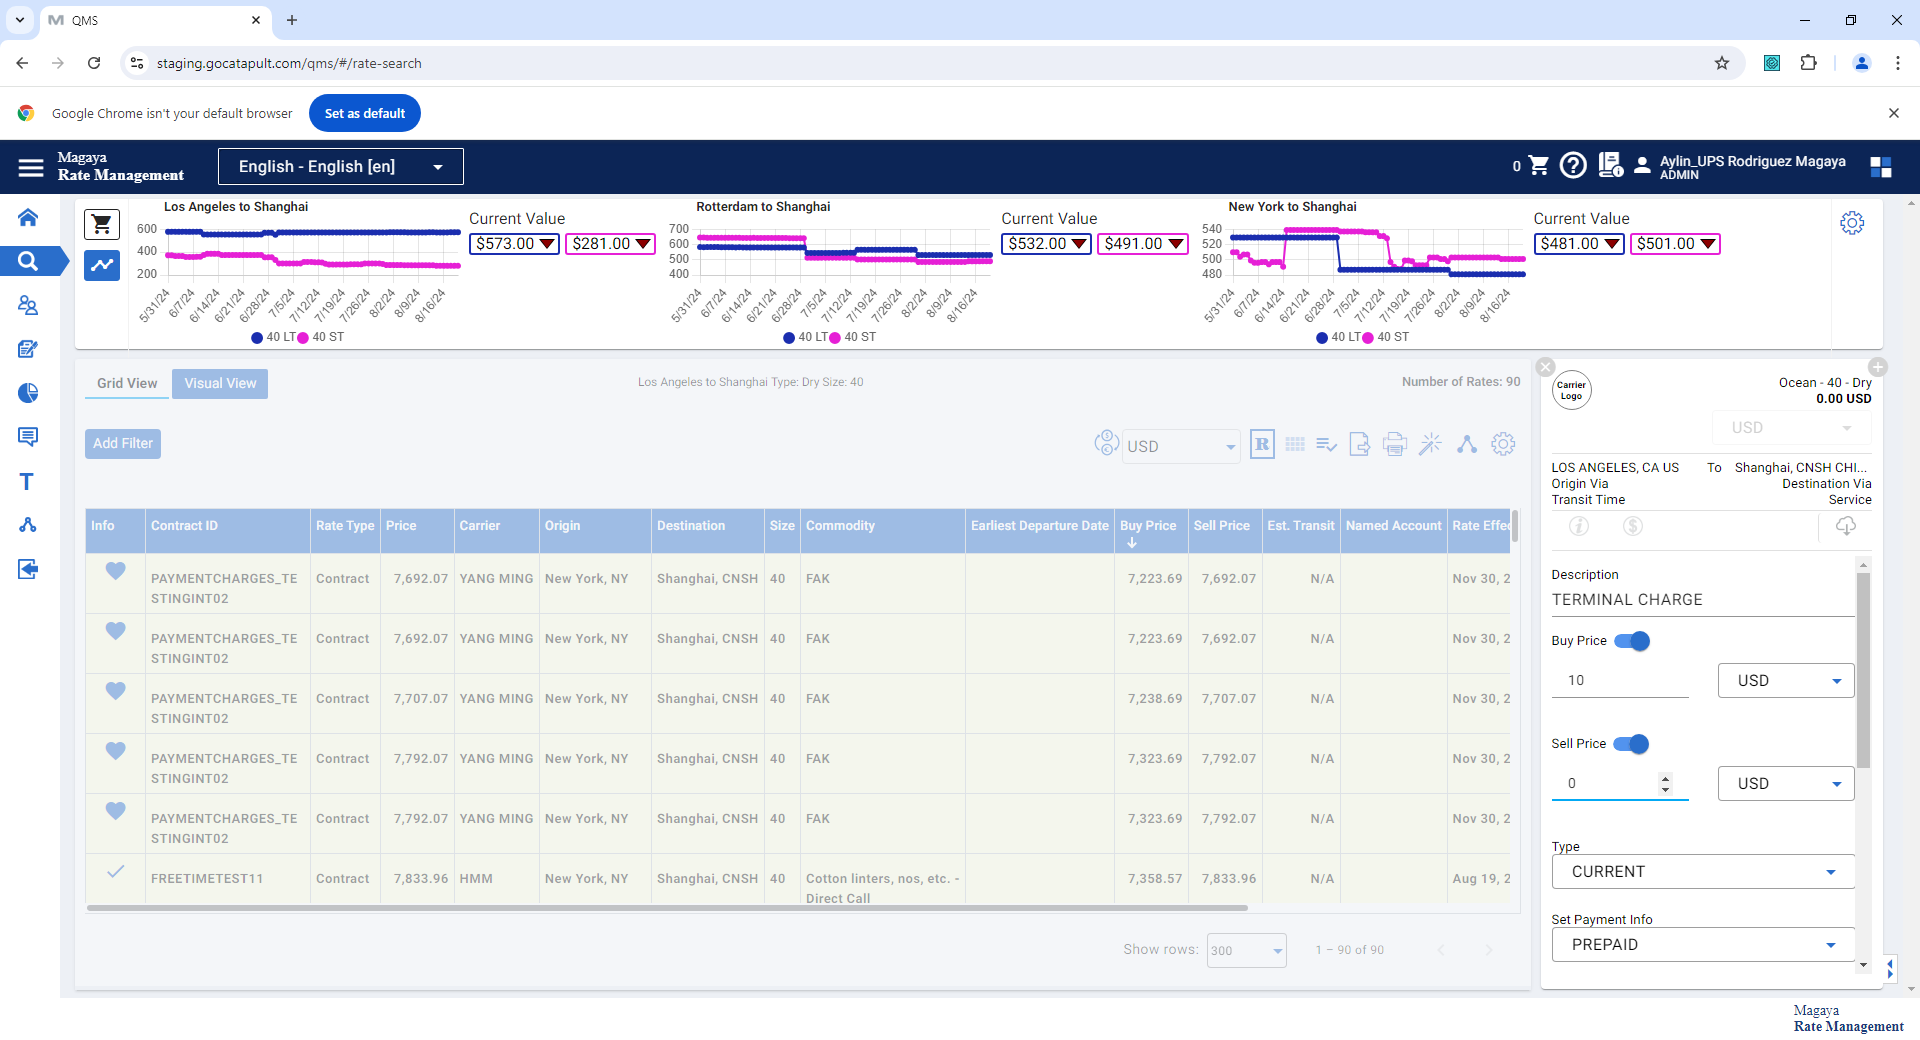 QMS
staging.gocatapult.com/qms/#/rate-search
Google Chrome isn't your default browser
Set as default
Magaya
Rate Management
English - English [en]
0
Aylin_UPS Rodriguez Magaya
ADMIN
Los Angeles to Shanghai
600
400
200
5/31/24 6/7/24 6/14/24 6/21/24 6/28/24 7/5/24 7/12/24 7/19/24 7/26/24 8/2/24 8/9/24 8/16/24
40 LT 40 ST
Current Value
$573.00 $281.00
Rotterdam to Shanghai
700
600
500
400
5/31/24 6/7/24 6/14/24 6/21/24 6/28/24 7/5/24 7/12/24 7/19/24 7/26/24 8/2/24 8/9/24 8/16/24
40 LT 40 ST
Current Value
$532.00 $491.00
New York to Shanghai
540
520
500
480
5/31/24 6/7/24 6/14/24 6/21/24 6/28/24 7/5/24 7/12/24 7/19/24 7/26/24 8/2/24 8/9/24 8/16/24
40 LT 40 ST
Current Value
$481.00 $501.00
Grid View Visual View
Los Angeles to Shanghai Type: Dry Size: 40
Number of Rates: 90
Add Filter
USD
R
Info Contract ID Rate Type Price Carrier Origin Destination Size Commodity Earliest Departure Date Buy Price Sell Price Est. Transit Named Account Rate Effec
PAYMENTCHARGES_TE Contract 7,692.07 YANG MING New York, NY Shanghai, CNSH 40 FAK 7,223.69 7,692.07 N/A Nov 30, 2
STINGINT02
PAYMENTCHARGES_TE Contract 7,692.07 YANG MING New York, NY Shanghai, CNSH 40 FAK 7,223.69 7,692.07 N/A Nov 30, 2
STINGINT02
PAYMENTCHARGES_TE Contract 7,707.07 YANG MING New York, NY Shanghai, CNSH 40 FAK 7,238.69 7,707.07 N/A Nov 30, 2
STINGINT02
PAYMENTCHARGES_TE Contract 7,792.07 YANG MING New York, NY Shanghai, CNSH 40 FAK 7,323.69 7,792.07 N/A Nov 30, 2
STINGINT02
PAYMENTCHARGES_TE Contract 7,792.07 YANG MING New York, NY Shanghai, CNSH 40 FAK 7,323.69 7,792.07 N/A Nov 30, 2
STINGINT02
FREETIMETEST11 Contract 7,833.96 HMM New York, NY Shanghai, CNSH 40 Cotton linters, nos, etc. - 7,358.57 7,833.96 N/A Aug 19, 2
Direct Call
Show rows: 300 1 – 90 of 90
Carrier
Logo
Ocean - 40 - Dry
0.00 USD
USD
LOS ANGELES, CA US To Shanghai, CNSH CHI...
Origin Via Destination Via
Transit Time Service
Description
TERMINAL CHARGE
Buy Price
10 USD
Sell Price
0 USD
Type
CURRENT
Set Payment Info
PREPAID
Magaya
Rate Management